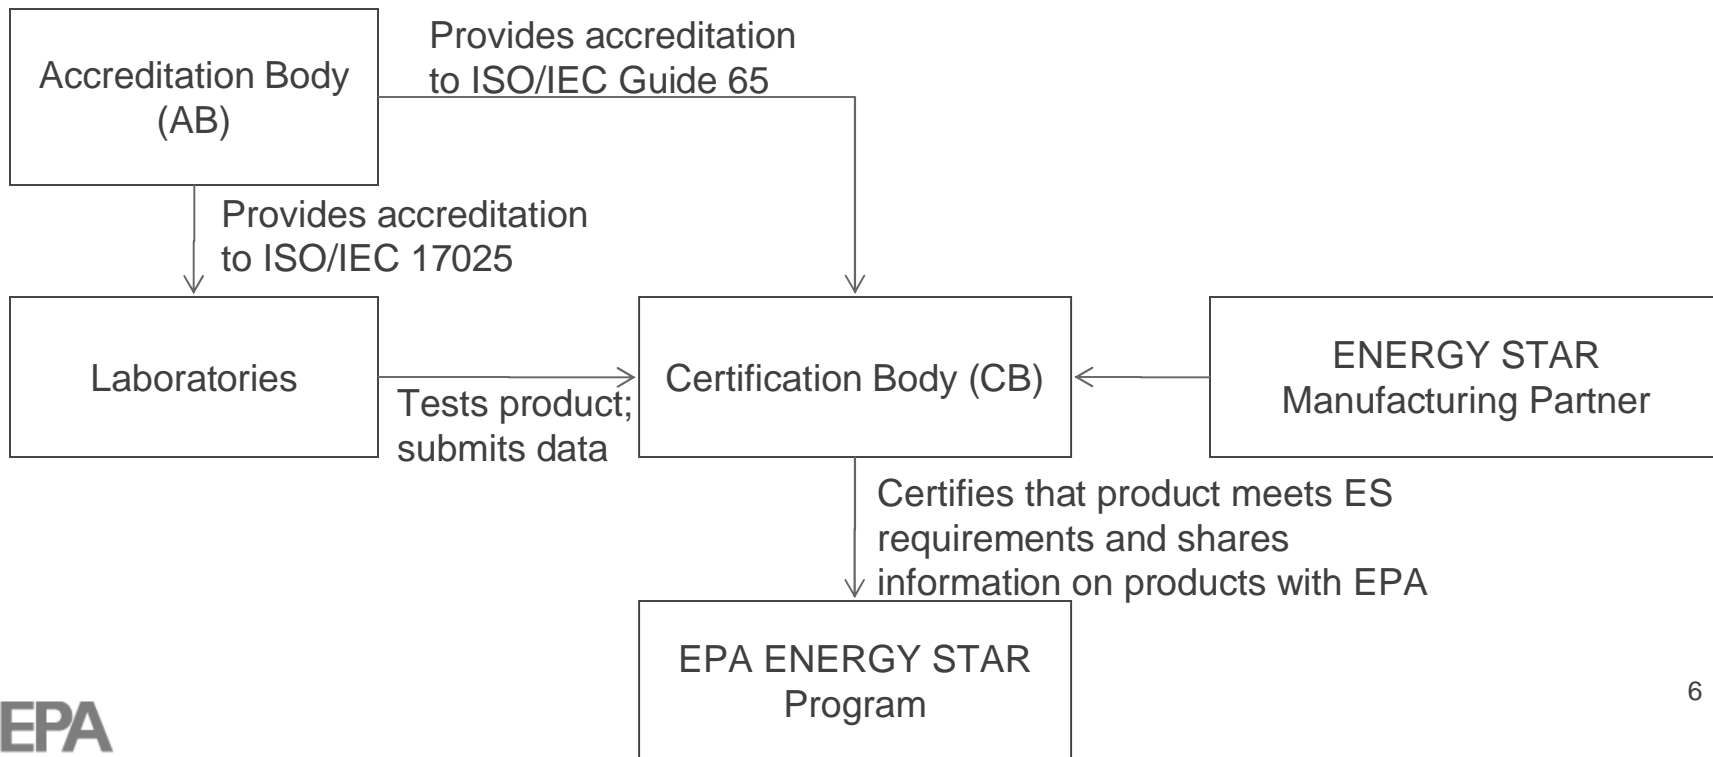 Accreditation Body
(AB)
Provides accreditation
to ISO/IEC Guide 65
Provides accreditation
to ISO/IEC 17025
Laboratories
Tests product;
submits data
Certification Body (CB)
ENERGY STAR
Manufacturing Partner
Certifies that product meets ES
requirements and shares
information on products with EPA
EPA ENERGY STAR
Program
EPA
6